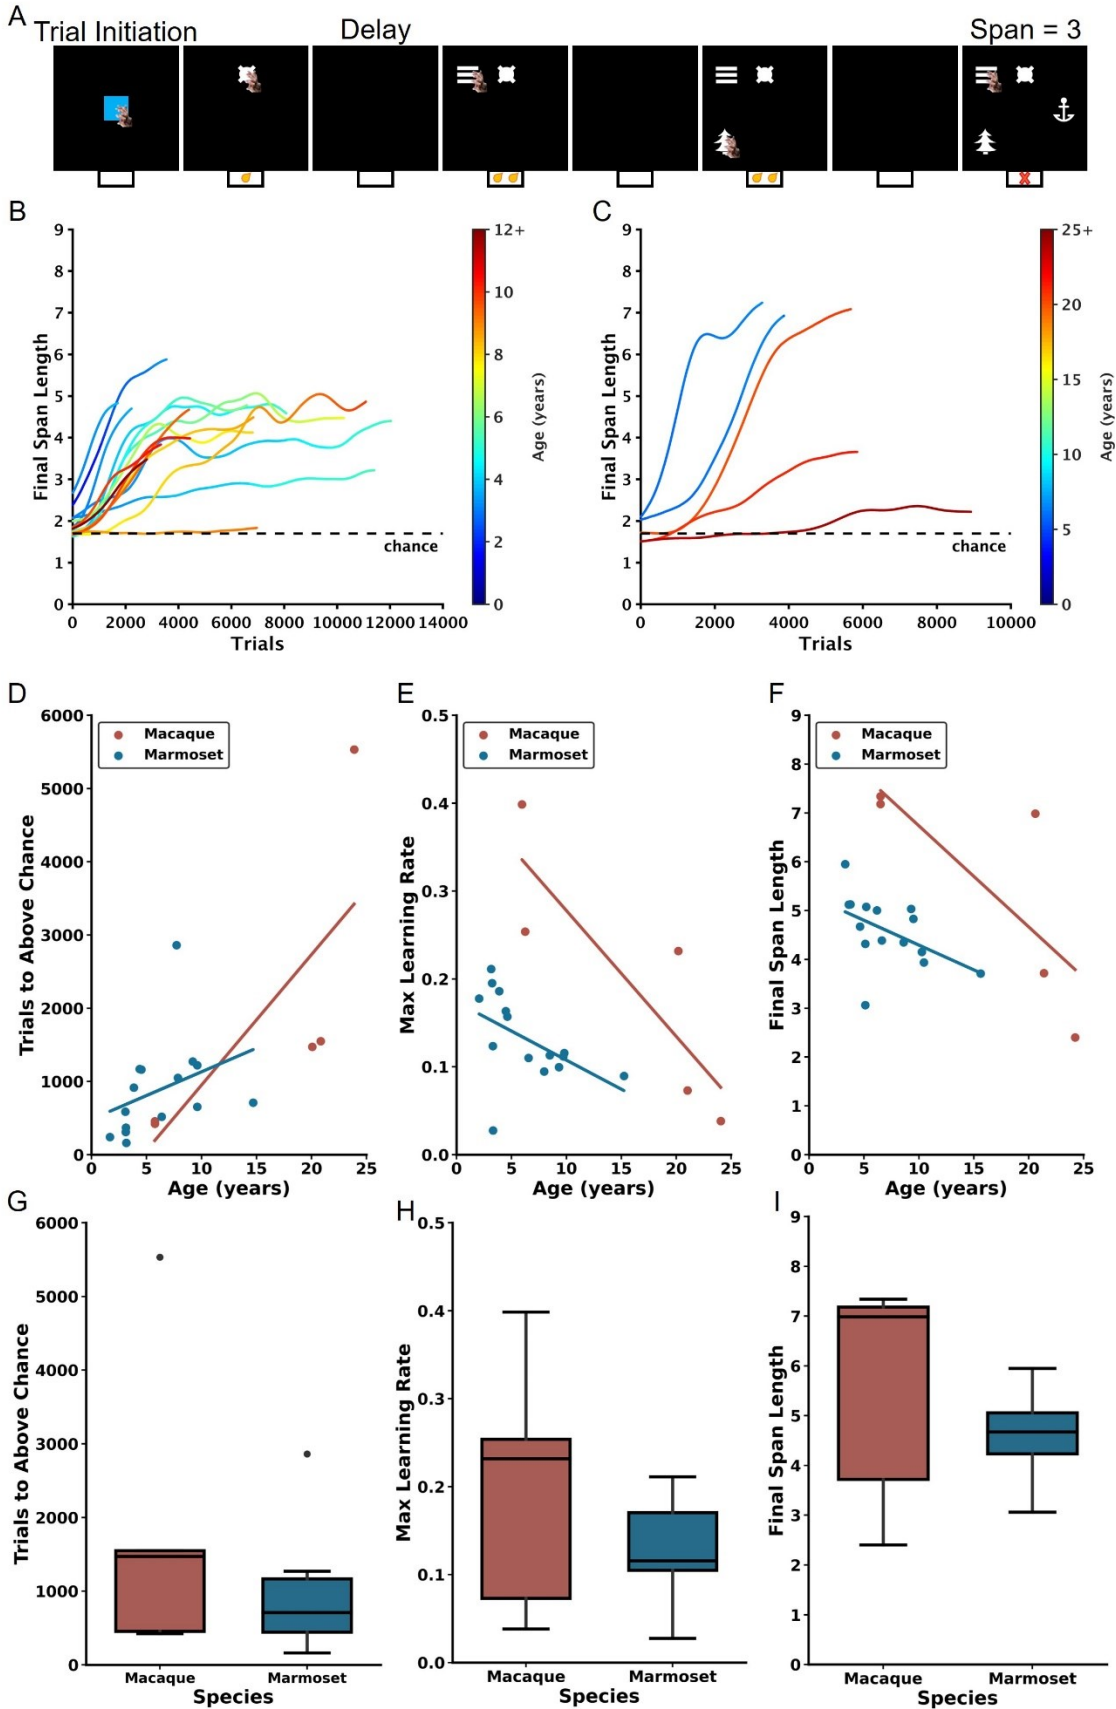 A
Trial Initiation Delay Span = 3
B
Final Span Length
9
8
7
6
5
4
3
2
1
0
chance
0 2000 4000 6000 8000 10000 12000 14000
Trials
12+
10
8
6
4
2
0
Age (years)
C
Final Span Length
9
8
7
6
5
4
3
2
1
0
chance
0 2000 4000 6000 8000 10000
Trials
25+
20
15
10
5
0
Age (years)
D
Trials to Above Chance
6000
5000
4000
3000
2000
1000
0
Macaque
Marmoset
0 5 10 15 20 25
Age (years)
E
Max Learning Rate
0.5
0.4
0.3
0.2
0.1
0.0
Macaque
Marmoset
0 5 10 15 20 25
Age (years)
F
Final Span Length
9
8
7
6
5
4
3
2
1
0
Macaque
Marmoset
0 5 10 15 20 25
Age (years)
G
Trials to Above Chance
6000
5000
4000
3000
2000
1000
0
Macaque Marmoset
Species
H
Max Learning Rate
0.5
0.4
0.3
0.2
0.1
0.0
Macaque Marmoset
Species
I
Final Span Length
9
8
7
6
5
4
3
2
1
0
Macaque Marmoset
Species